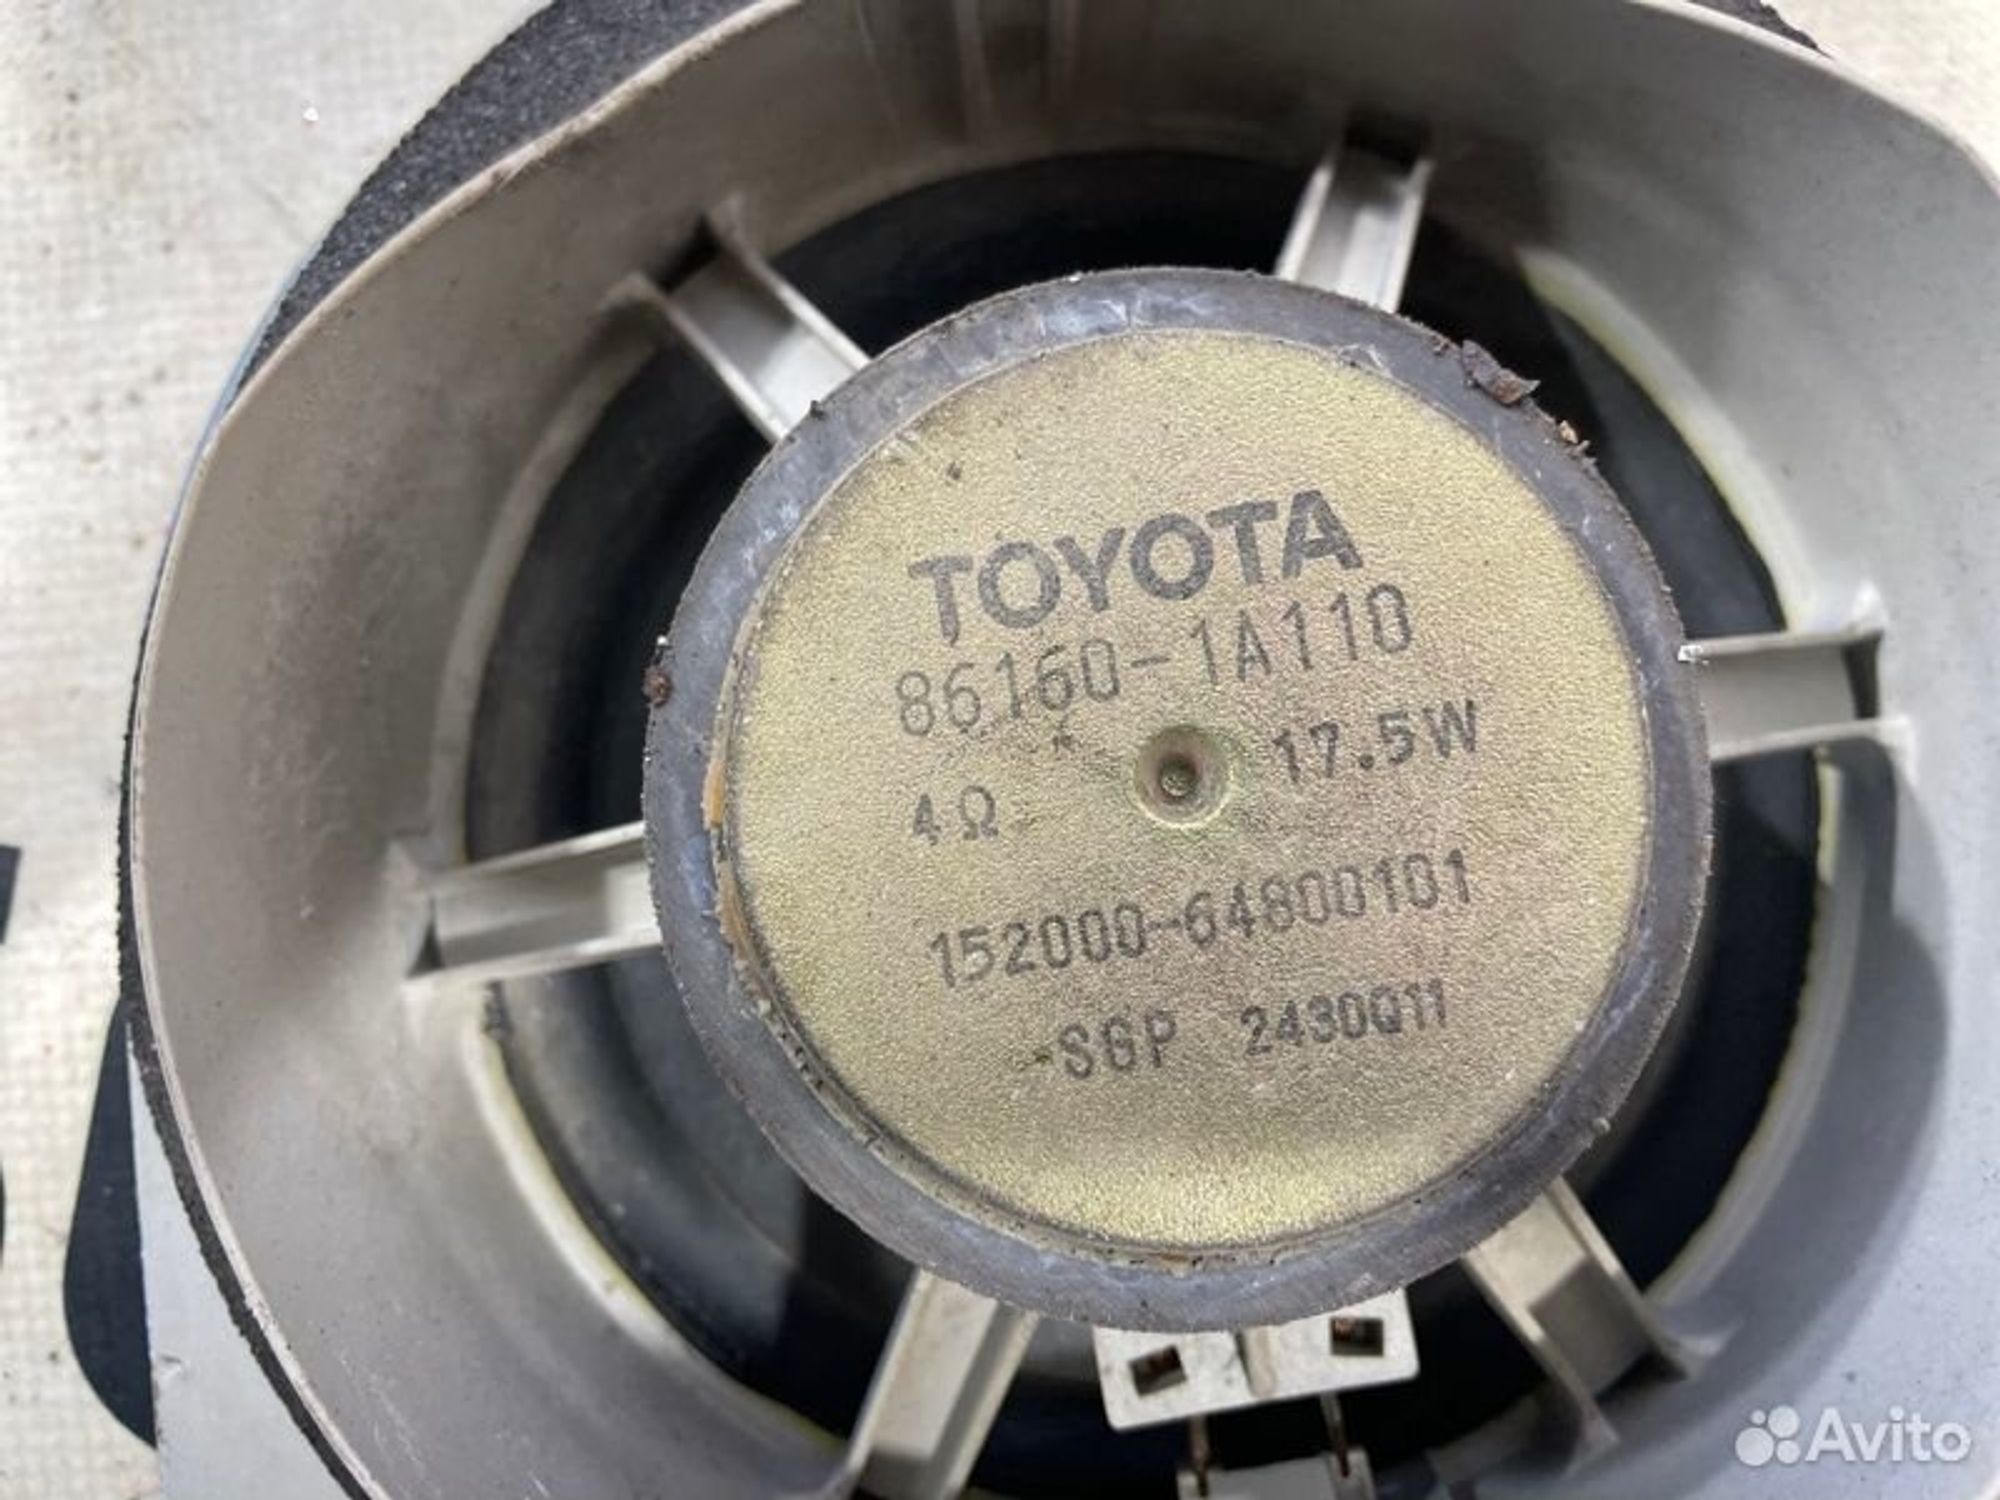 TOYOTA
86160-1A110
4Ω 17.5W
152000-64800101
SGP 2430Q11
Avito